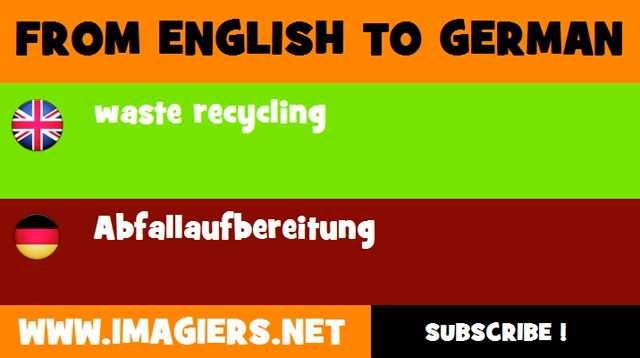 FROM ENGLISH TO GERMAN
waste recycling
Abfallaufbereitung
WWW.IMAGIERS.NET
SUBSCRIBE !